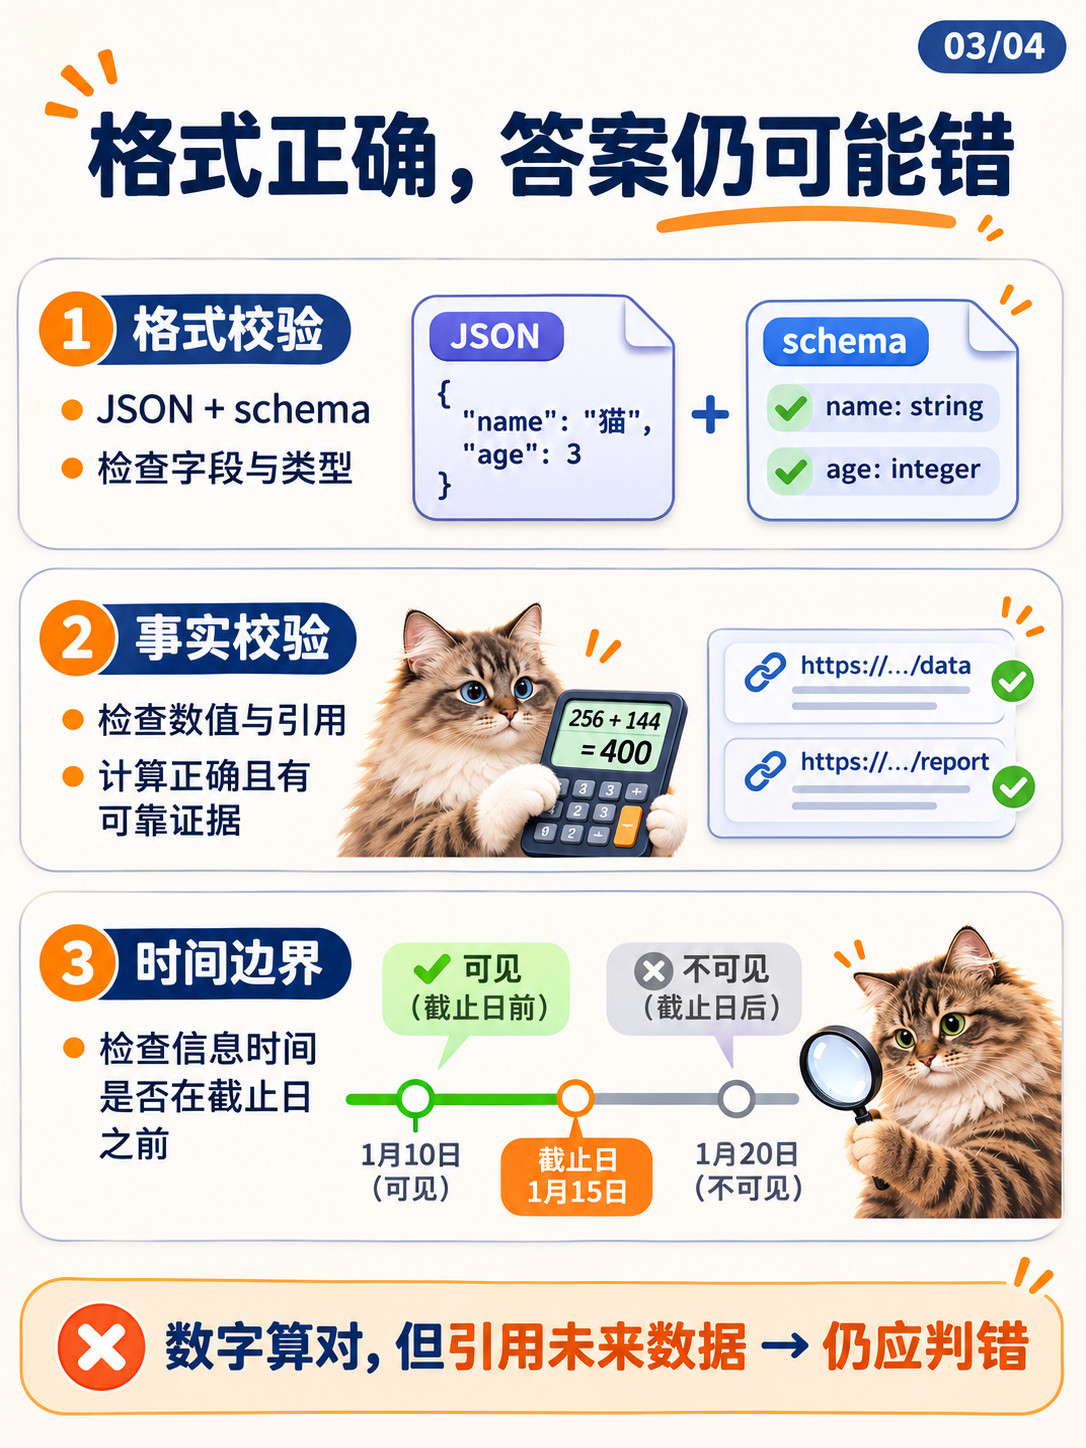 03/04
格式正确，答案仍可能错
1 格式校验
JSON + schema
检查字段与类型
JSON
{
"name": "猫",
"age": 3
}
+
schema
name: string
age: integer
2 事实校验
检查数值与引用
计算正确且有
可靠证据
256 + 144
= 400
3 3 +
4 2 3 −
9 2 ÷
https://.../data
https://.../report
3 时间边界
检查信息时间
是否在截止日
之前
可见
（截止日前）
不可见
（截止日后）
1月10日
（可见）
截止日
1月15日
1月20日
（不可见）
数字算对，但引用未来数据 → 仍应判错